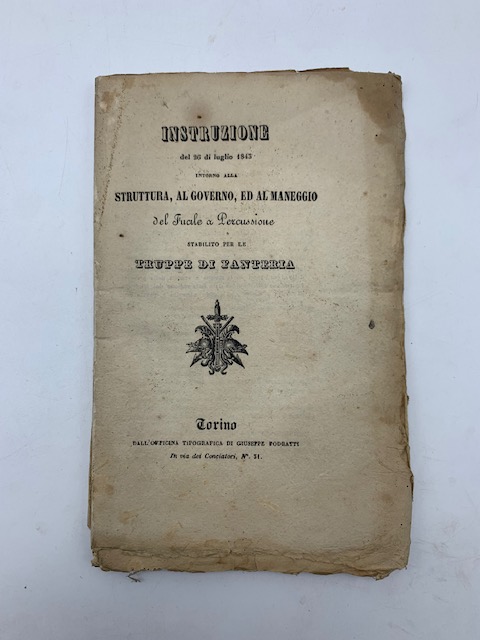 INSTRUZIONE
del 26 di luglio 1843
INTORNO ALLA
STRUTTURA, AL GOVERNO, ED AL MANEGGIO
del Fucile a Percussione
STABILITO PER LE
TRUPPE DI FANTERIA
Torino
DALL'OFFICINA TIPOGRAFICA DI GIUSEPPE FODRATTI
In via dei Conciatori, N°. 31.